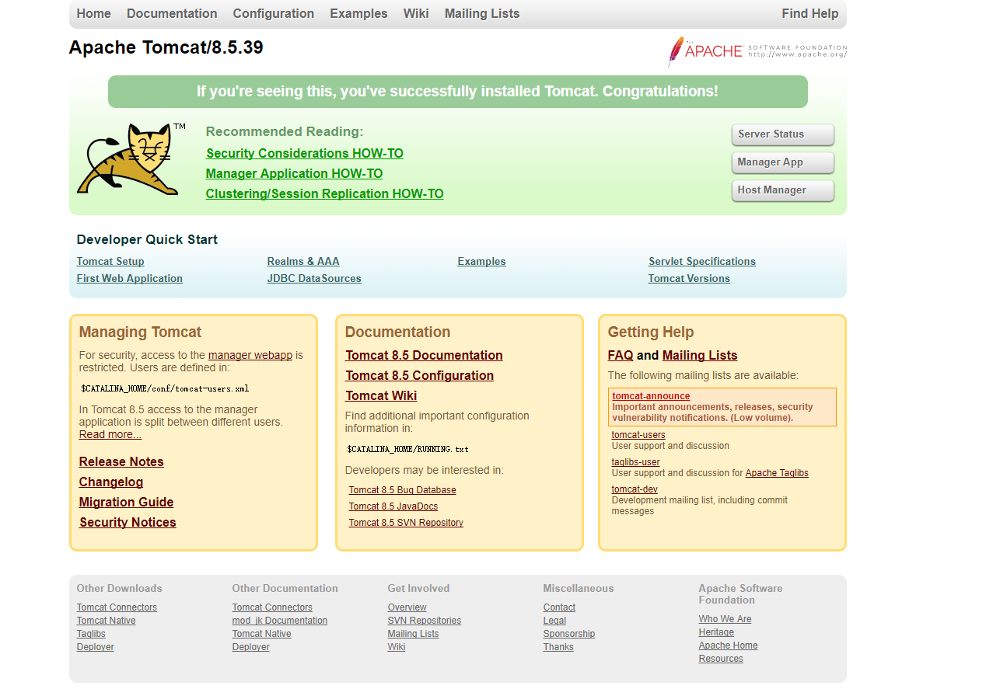 Home Documentation Configuration Examples Wiki Mailing Lists Find Help
Apache Tomcat/8.5.39
THE APACHE® SOFTWARE FOUNDATION
http://www.apache.org/
If you're seeing this, you've successfully installed Tomcat. Congratulations!
TM
Recommended Reading:
Security Considerations HOW-TO
Manager Application HOW-TO
Clustering/Session Replication HOW-TO
Server Status
Manager App
Host Manager
Developer Quick Start
Tomcat Setup
First Web Application
Realms & AAA
JDBC DataSources
Examples
Servlet Specifications
Tomcat Versions
Managing Tomcat
For security, access to the manager webapp is
restricted. Users are defined in:
$CATALINA_HOME/conf/tomcat-users.xml
In Tomcat 8.5 access to the manager
application is split between different users.
Read more...
Release Notes
Changelog
Migration Guide
Security Notices
Documentation
Tomcat 8.5 Documentation
Tomcat 8.5 Configuration
Tomcat Wiki
Find additional important configuration
information in:
$CATALINA_HOME/RUNNING.txt
Developers may be interested in:
Tomcat 8.5 Bug Database
Tomcat 8.5 JavaDocs
Tomcat 8.5 SVN Repository
Getting Help
FAQ and Mailing Lists
The following mailing lists are available:
tomcat-announce
Important announcements, releases, security
vulnerability notifications. (Low volume).
tomcat-users
User support and discussion
taglibs-user
User support and discussion for Apache Taglibs
tomcat-dev
Development mailing list, including commit
messages
Other Downloads
Tomcat Connectors
Tomcat Native
Taglibs
Deployer
Other Documentation
Tomcat Connectors
mod_jk Documentation
Tomcat Native
Deployer
Get Involved
Overview
SVN Repositories
Mailing Lists
Wiki
Miscellaneous
Contact
Legal
Sponsorship
Thanks
Apache Software
Foundation
Who We Are
Heritage
Apache Home
Resources